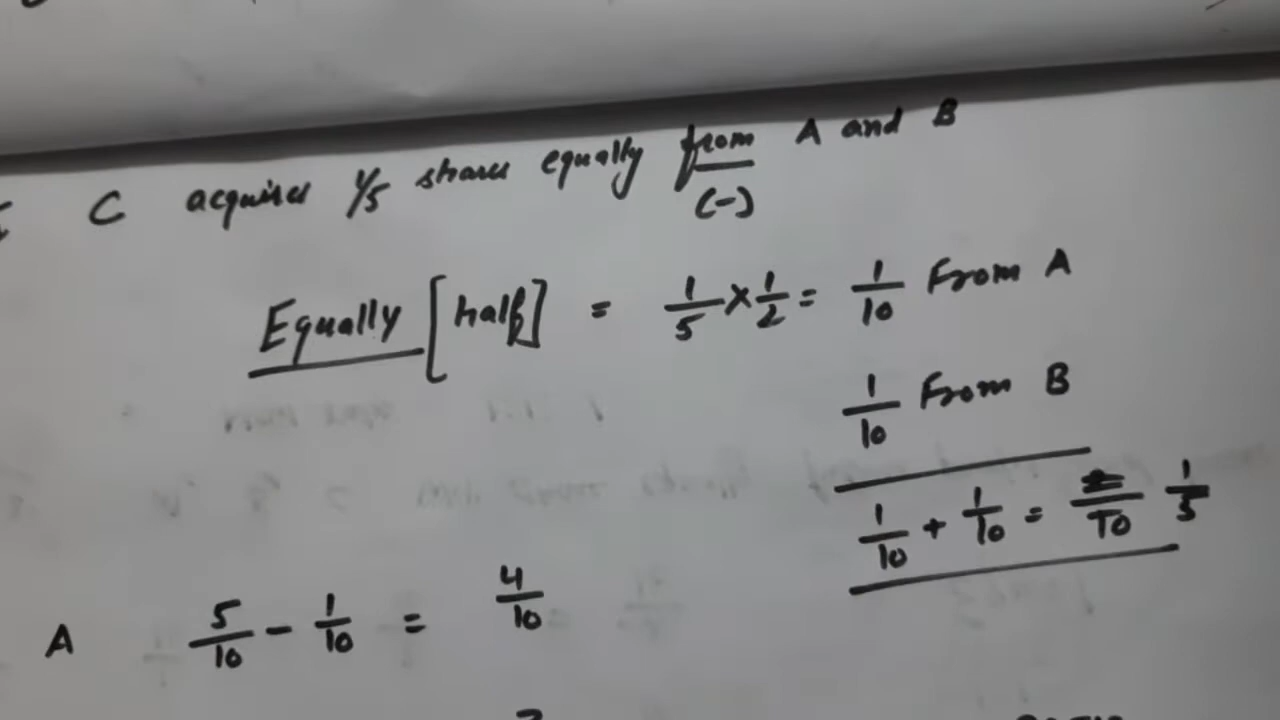 C acquires 1/5 shares equally from A and B
(-)
Equally [half] = 1/5 × 1/2 = 1/10 From A
1/10 From B
1/10 + 1/10 = 2/10 1/5
A 5/10 - 1/10 = 4/10